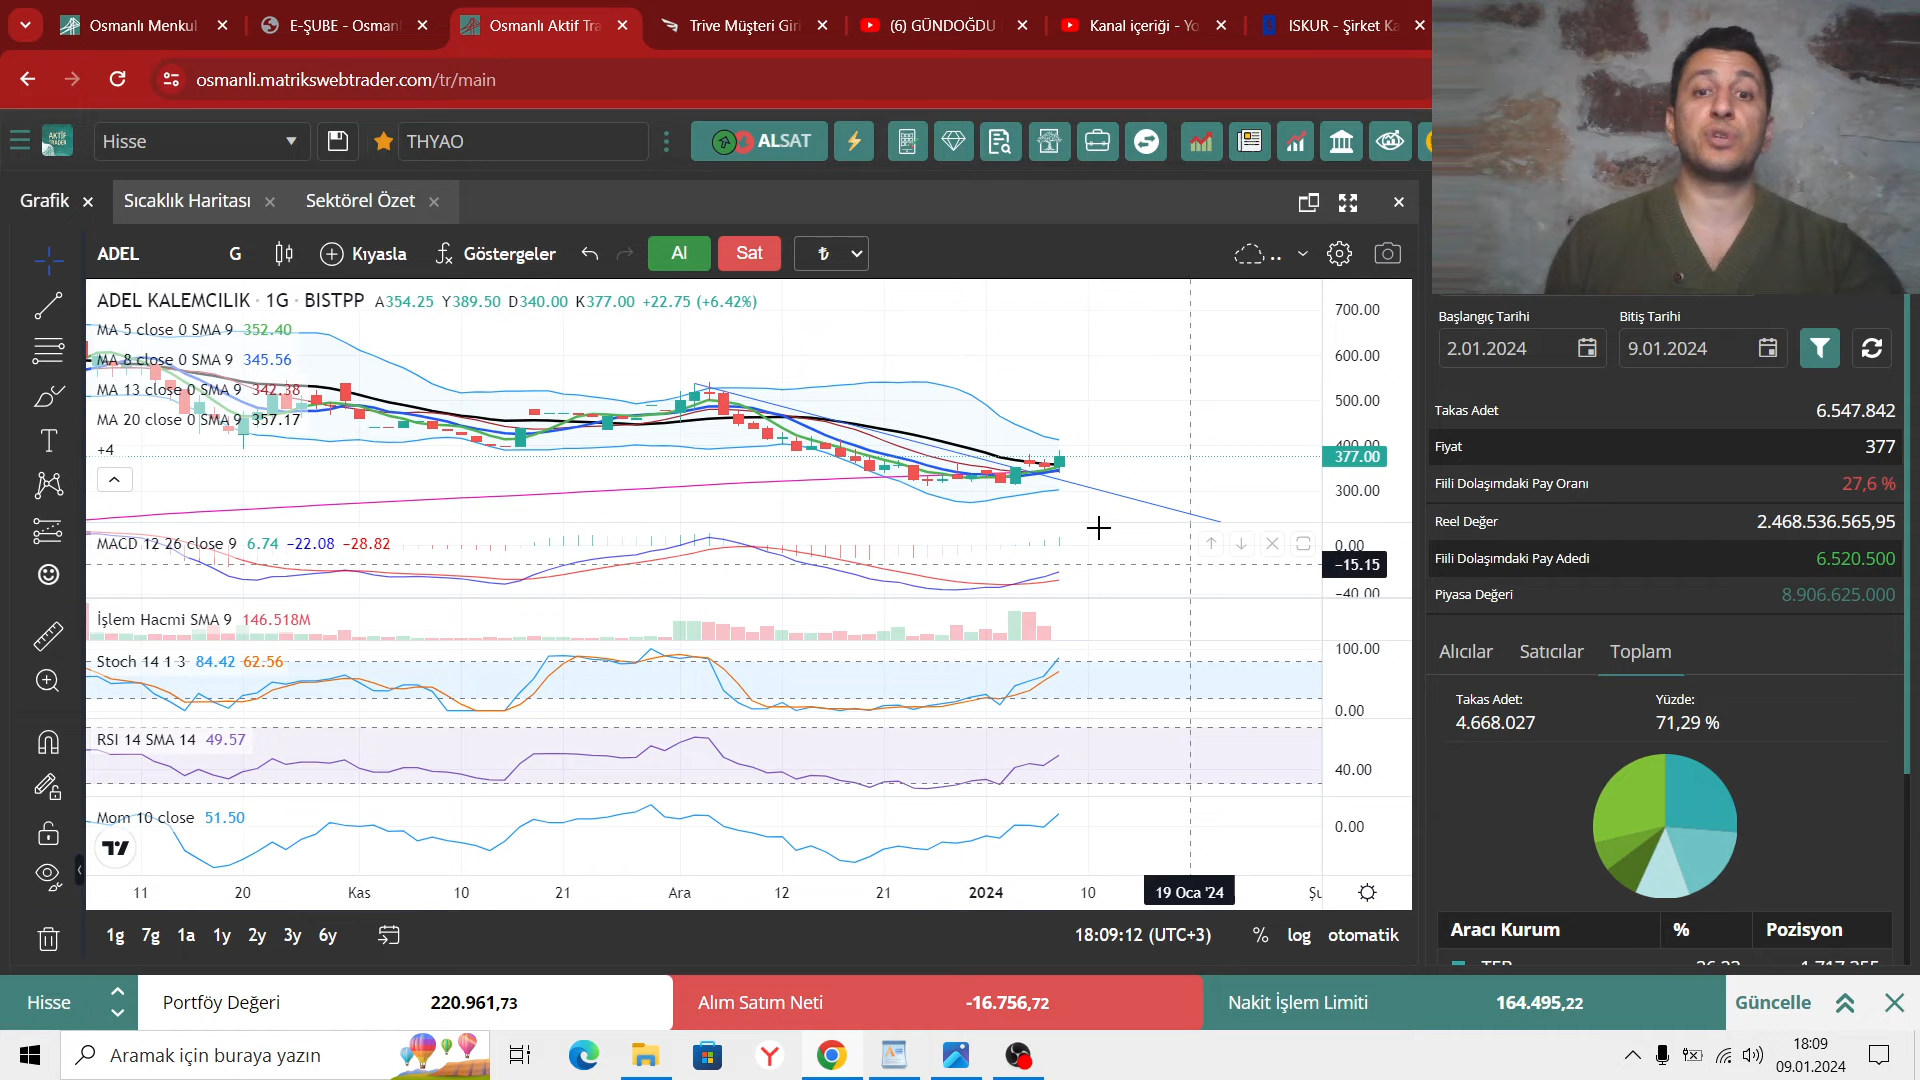 Osmanlı Menkul
E-ŞUBE - Osmanl
Osmanlı Aktif Tra
Trive Müşteri Giri
(6) GÜNDOĞDU
Kanal içeriği - Yo
ISKUR - Şirket Ka
osmanli.matrikswebtrader.com/tr/main
AKTİF TRADER
Hisse
THYAO
ALSAT
Grafik
Sıcaklık Haritası
Sektörel Özet
ADEL
G
Kıyasla
Göstergeler
Al
Sat
₺
ADEL KALEMCILIK · 1G · BISTPP A354.25 Y389.50 D340.00 K377.00 +22.75 (+6.42%)
MA 5 close 0 SMA 9 352.40
MA 8 close 0 SMA 9 345.56
MA 13 close 0 SMA 9 342.38
MA 20 close 0 SMA 9 357.17
+4
700.00
600.00
500.00
400.00
377.00
300.00
MACD 12 26 close 9 6.74 −22.08 −28.82
0.00
−15.15
−40.00
İşlem Hacmi SMA 9 146.518M
Stoch 14 1 3 84.42 62.56
100.00
0.00
RSI 14 SMA 14 49.57
40.00
Mom 10 close 51.50
0.00
11
20
Kas
10
21
Ara
12
21
2024
10
19 Oca '24
Şu
1g 7g 1a 1y 2y 3y 6y
18:09:12 (UTC+3)
% log otomatik
Başlangıç Tarihi
Bitiş Tarihi
2.01.2024
9.01.2024
Takas Adet 6.547.842
Fiyat 377
Fiili Dolaşımdaki Pay Oranı 27,6 %
Reel Değer 2.468.536.565,95
Fiili Dolaşımdaki Pay Adedi 6.520.500
Piyasa Değeri 8.906.625.000
Alıcılar Satıcılar Toplam
Takas Adet: Yüzde:
4.668.027 71,29 %
Aracı Kurum % Pozisyon
Hisse
Portföy Değeri 220.961,73
Alım Satım Neti -16.756,72
Nakit İşlem Limiti 164.495,22
Güncelle
Aramak için buraya yazın
18:09
09.01.2024